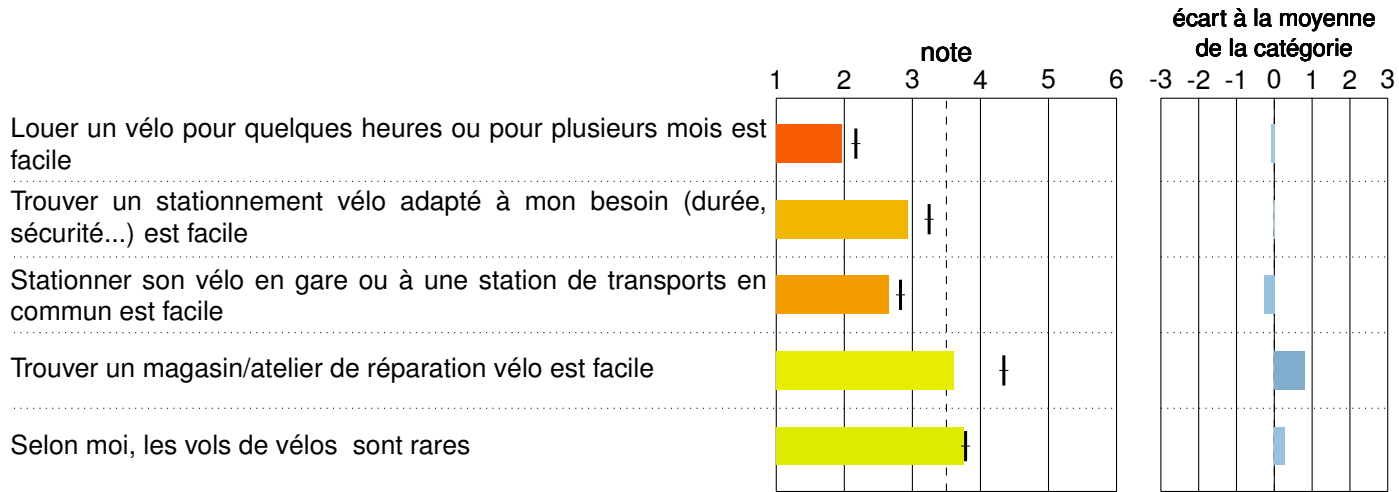 écart à la moyenne
de la catégorie
note
1 2 3 4 5 6
-3 -2 -1 0 1 2 3
Louer un vélo pour quelques heures ou pour plusieurs mois est
facile
Trouver un stationnement vélo adapté à mon besoin (durée,
sécurité...) est facile
Stationner son vélo en gare ou à une station de transports en
commun est facile
Trouver un magasin/atelier de réparation vélo est facile
Selon moi, les vols de vélos sont rares